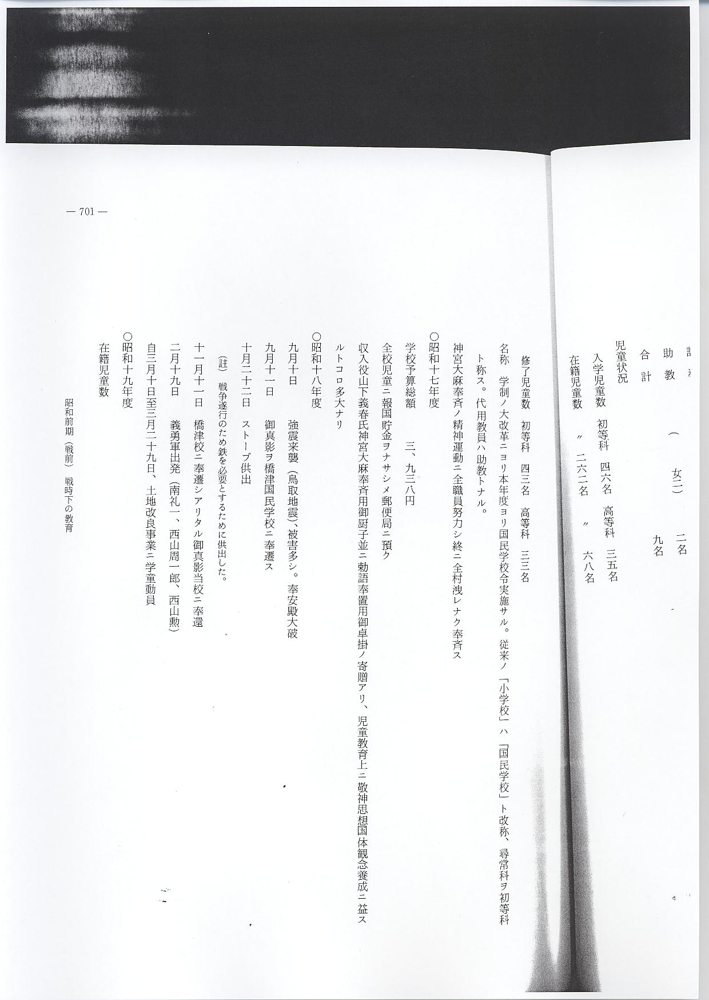 助教 （ 女二） 二名
合計 九名
児童状況
入学児童数 初等科 四六名 高等科 三五名
在籍児童数 〃 二六二名 〃 六八名
修了児童数 初等科 四三名 高等科 三三名
名称 学制ノ大改革ニヨリ本年度ヨリ国民学校令実施サル。従来ノ「小学校」ハ「国民学校」ト改称、尋常科ヲ初等科
ト称ス。代用教員ハ助教トナル。
神宮大麻奉斉ノ精神運動ニ全職員努力シ終ニ全村洩レナク奉斉ス
〇昭和十七年度
学校予算総額 三、九三八円
全校児童ニ報国貯金ヲナサシメ郵便局ニ預ク
収入役山下義春氏神宮大麻奉斉用御厨子並ニ勅語奉置用御卓掛ノ寄贈アリ、児童教育上ニ敬神思想国体観念養成ニ益ス
ルトコロ多大ナリ
〇昭和十八年度
九月十日 強震来襲（鳥取地震）、被害多シ。奉安殿大破
九月十一日 御真影ヲ橋津国民学校ニ奉遷ス
十月二十二日 ストーブ供出
（註） 戦争遂行のため鉄を必要とするために供出した。
十一月十一日 橋津校ニ奉遷シアリタル御真影当校ニ奉還
二月十九日 義勇軍出発（南礼一、西山周一郎、西山勲）
自三月十日至三月二十九日、土地改良事業ニ学童動員
〇昭和十九年度
在籍児童数
昭和前期（戦前） 戦時下の教育
— 701 —